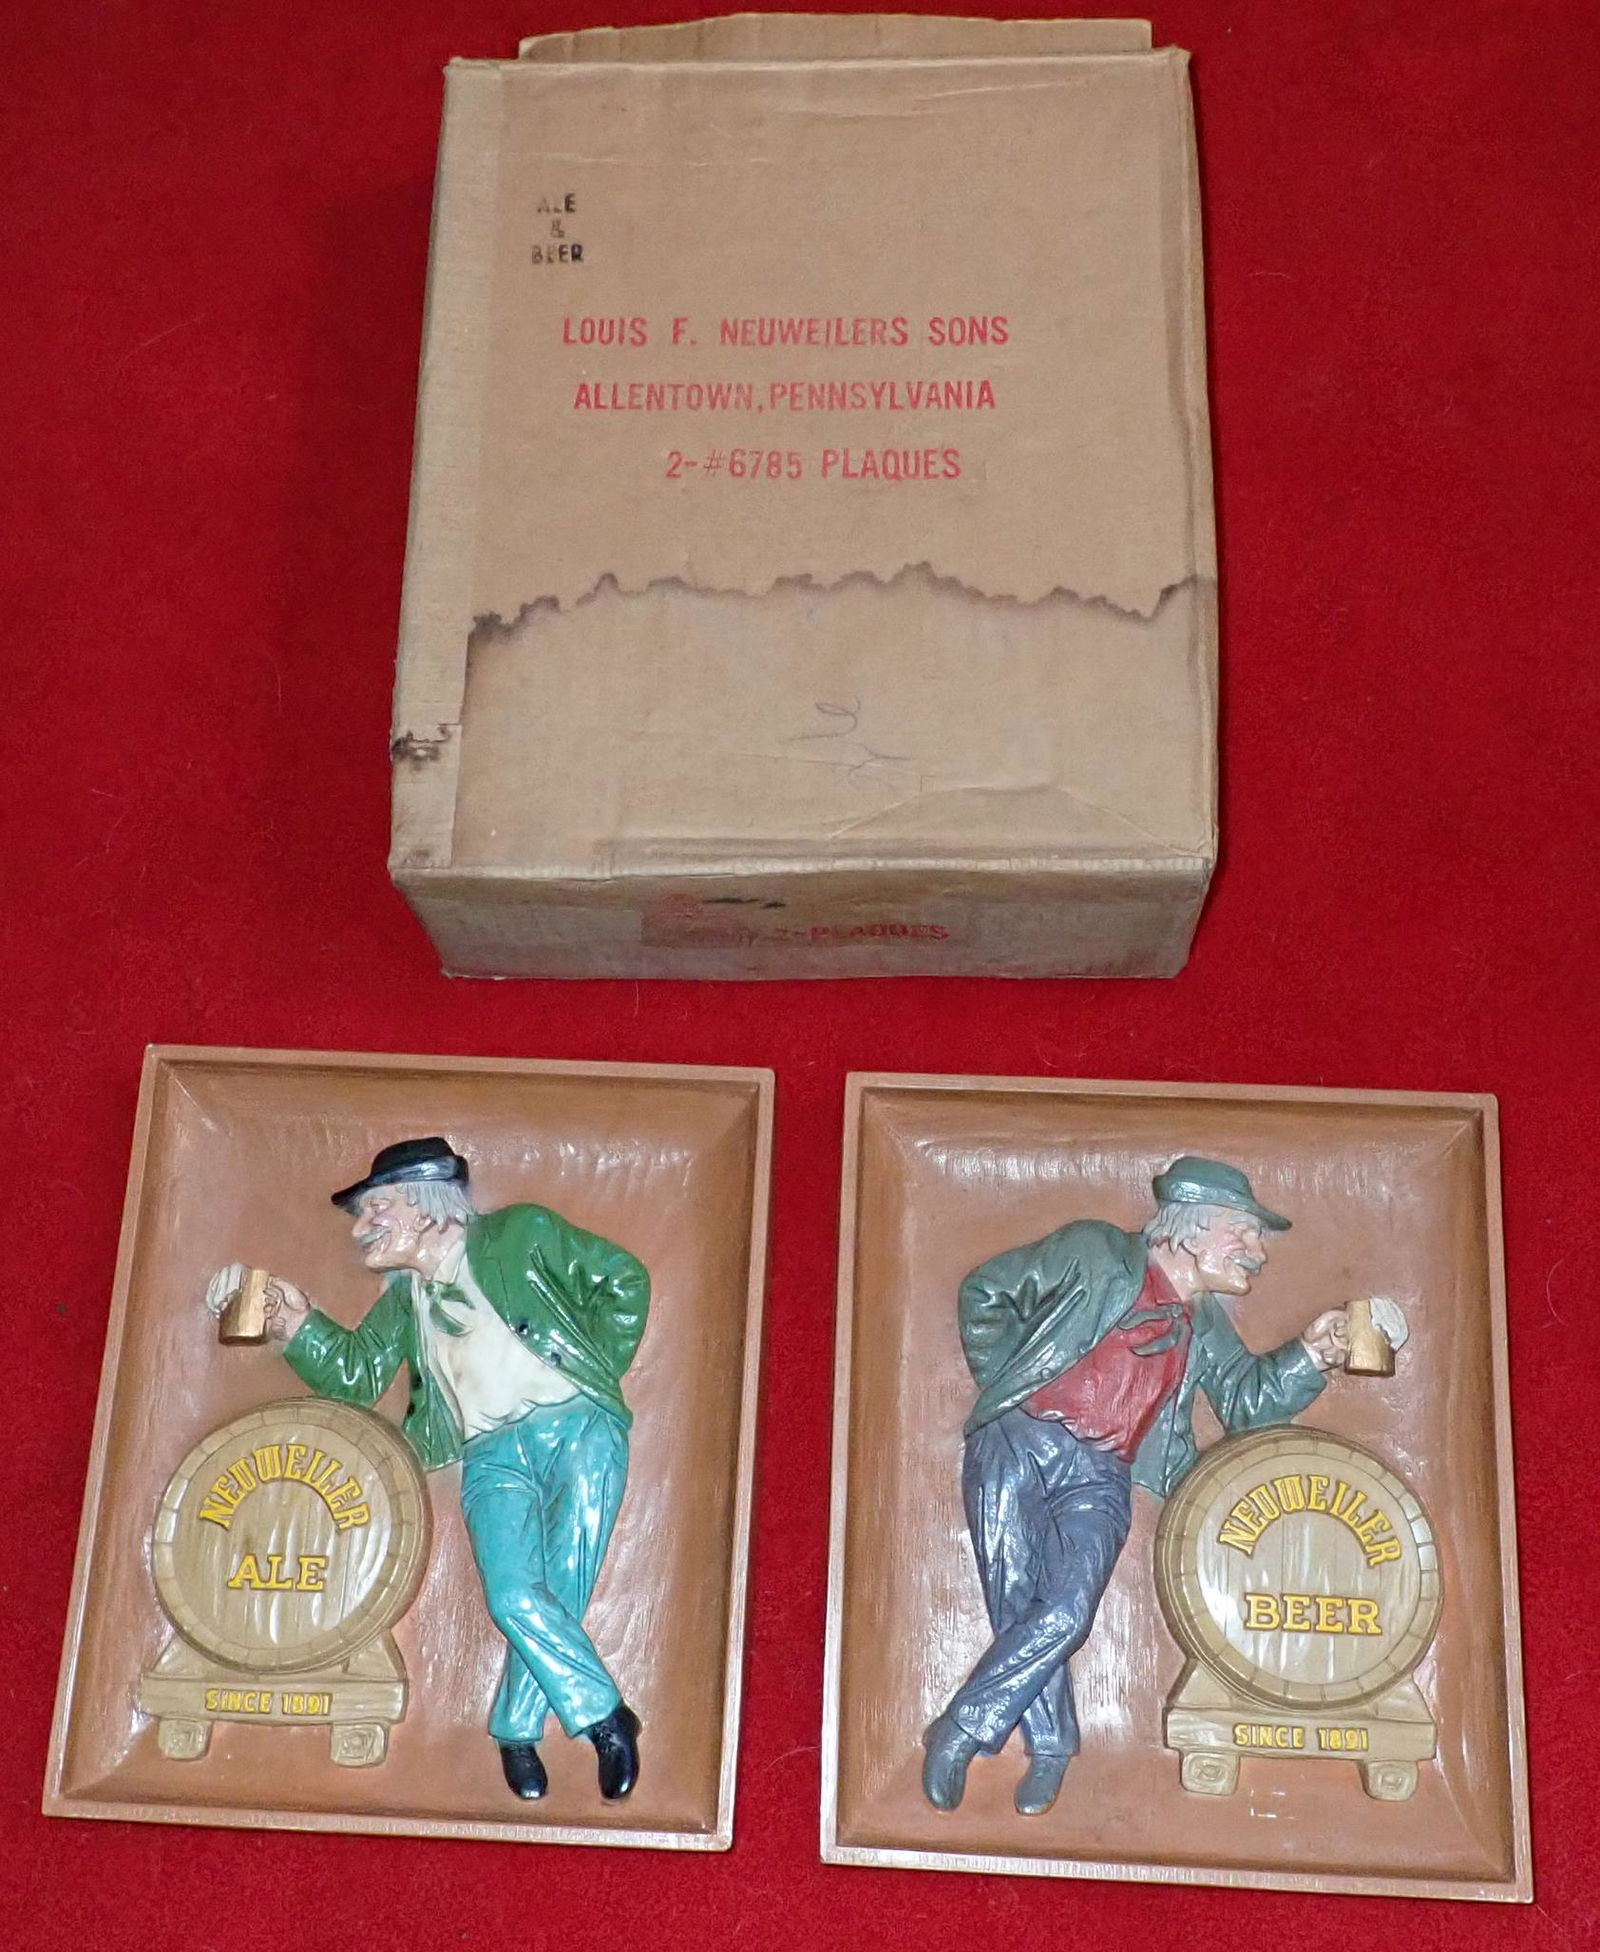 ALE
&
BEER
LOUIS F. NEUWEILERS SONS
ALLENTOWN, PENNSYLVANIA
2-#6785 PLAQUES
2-PLAQUES
NEUWEILER
ALE
SINCE 1891
NEUWEILER
BEER
SINCE 1891